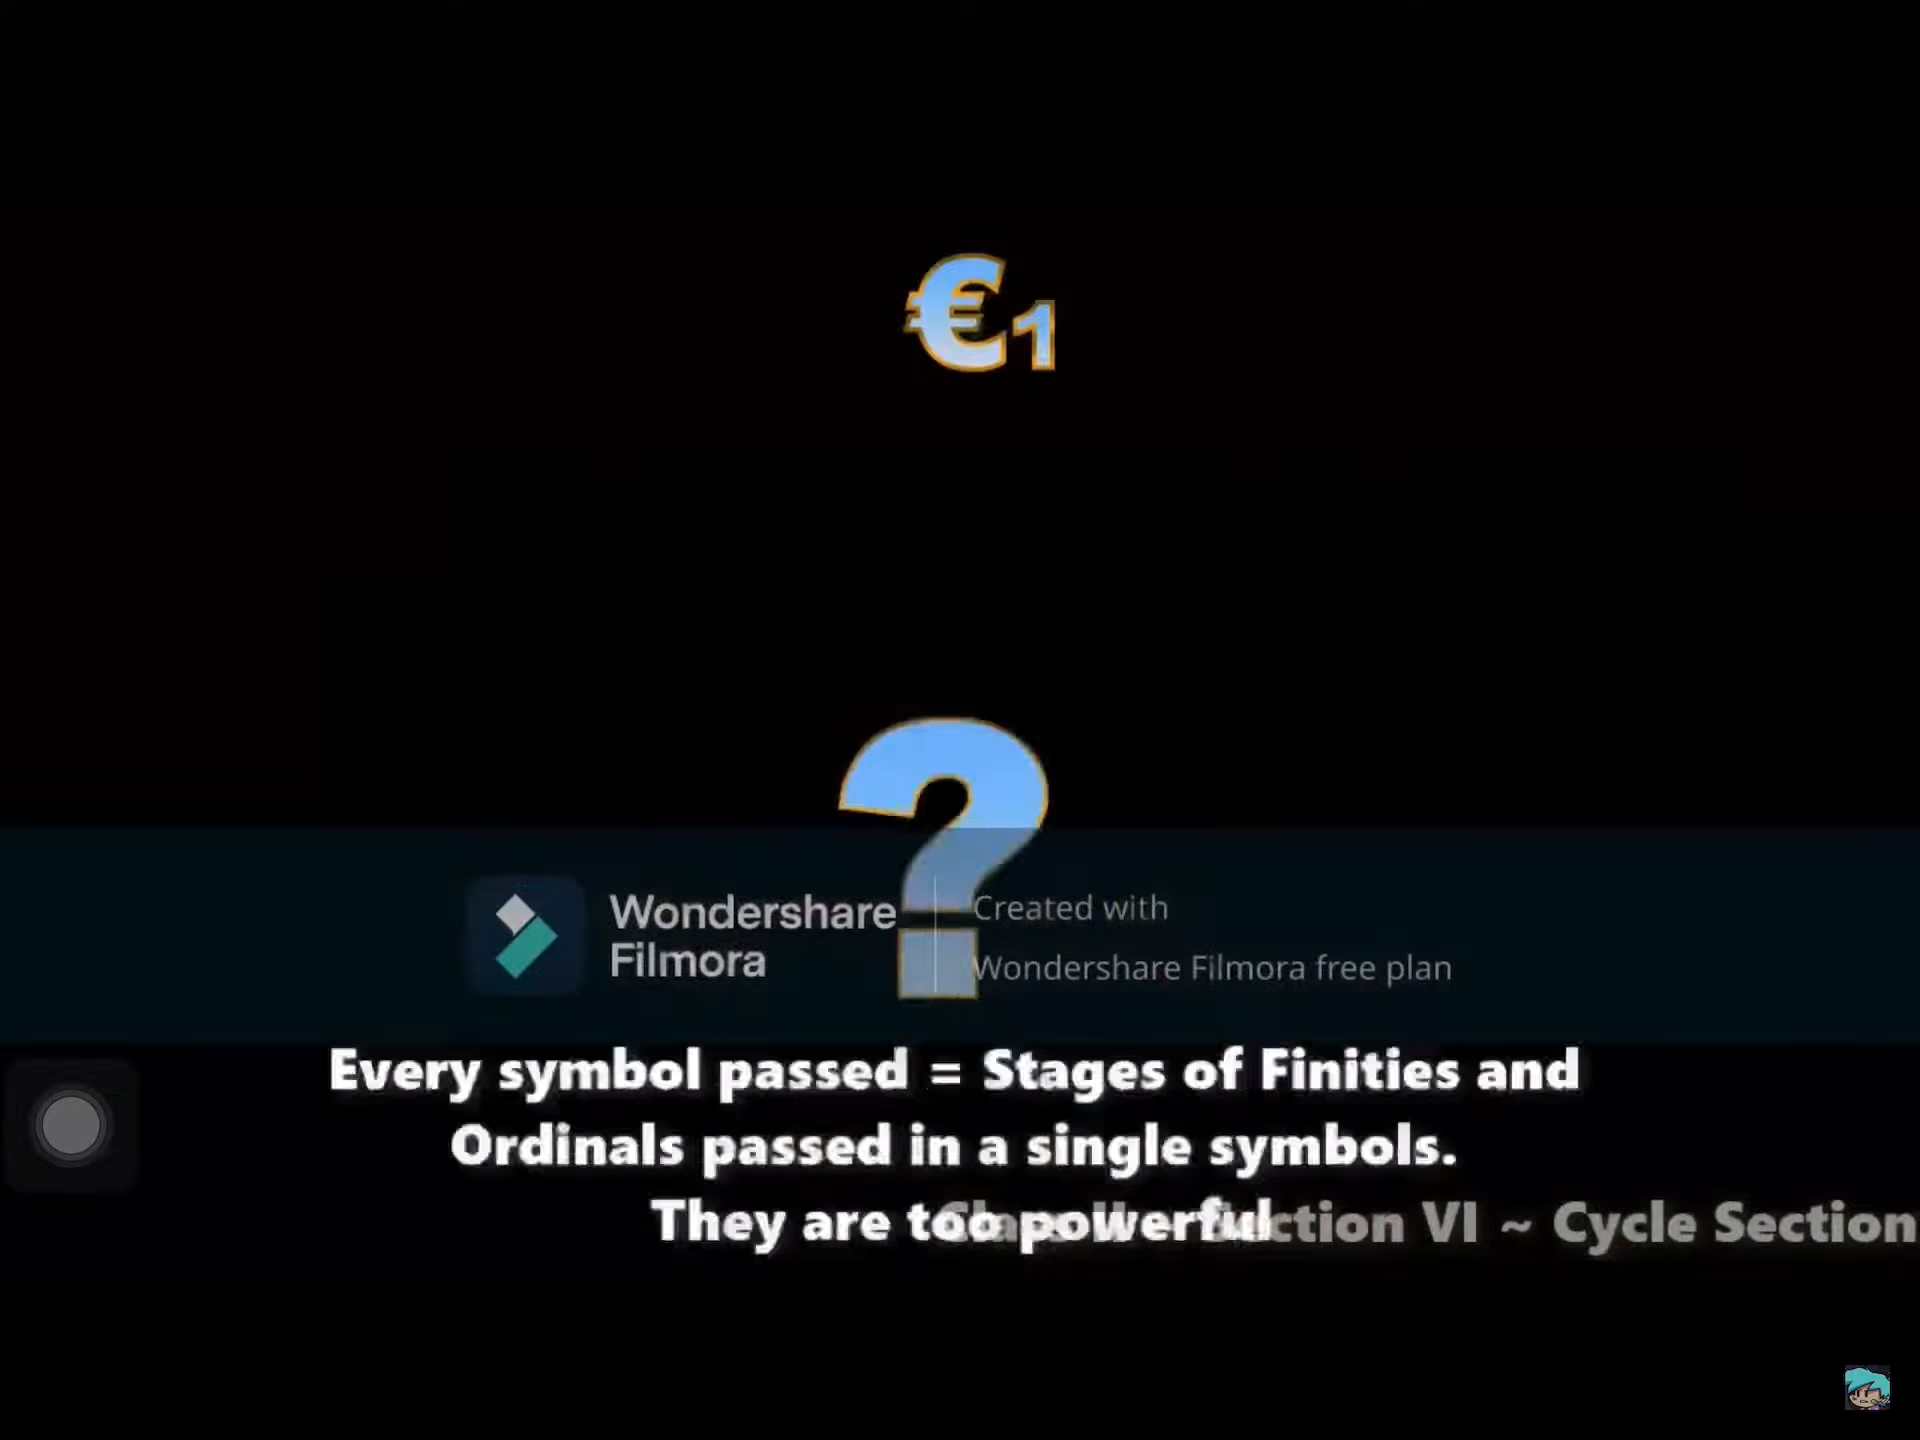 €1
?
Wondershare
Filmora
Created with
Wondershare Filmora free plan
Every symbol passed = Stages of Finities and
Ordinals passed in a single symbols.
They are too powerful
Section VI ~ Cycle Section